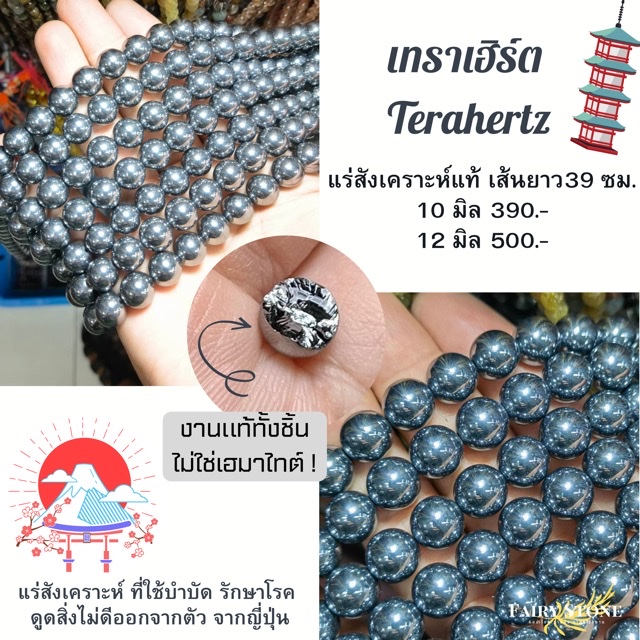 เทราเฮิร์ต
Terahertz
แร่สังเคราะห์แท้ เส้นยาว39 ซม.
10 มิล 390.-
12 มิล 500.-
งานแท้ทั้งชิ้น
ไม่ใช่เฮมาไทต์ !
แร่สังเคราะห์ ที่ใช้บำบัด รักษาโรค
ดูดสิ่งไม่ดีออกจากตัว จากญี่ปุ่น
FAIRY STONE